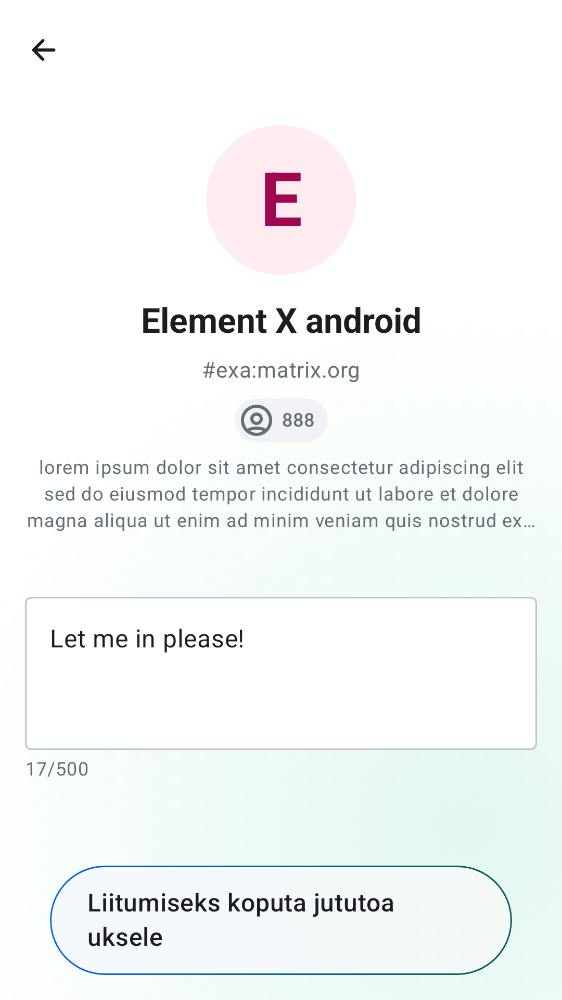 E
Element X android
#exa:matrix.org
888
lorem ipsum dolor sit amet consectetur adipiscing elit
sed do eiusmod tempor incididunt ut labore et dolore
magna aliqua ut enim ad minim veniam quis nostrud ex…
Let me in please!
17/500
Liitumiseks koputa jututoa
uksele